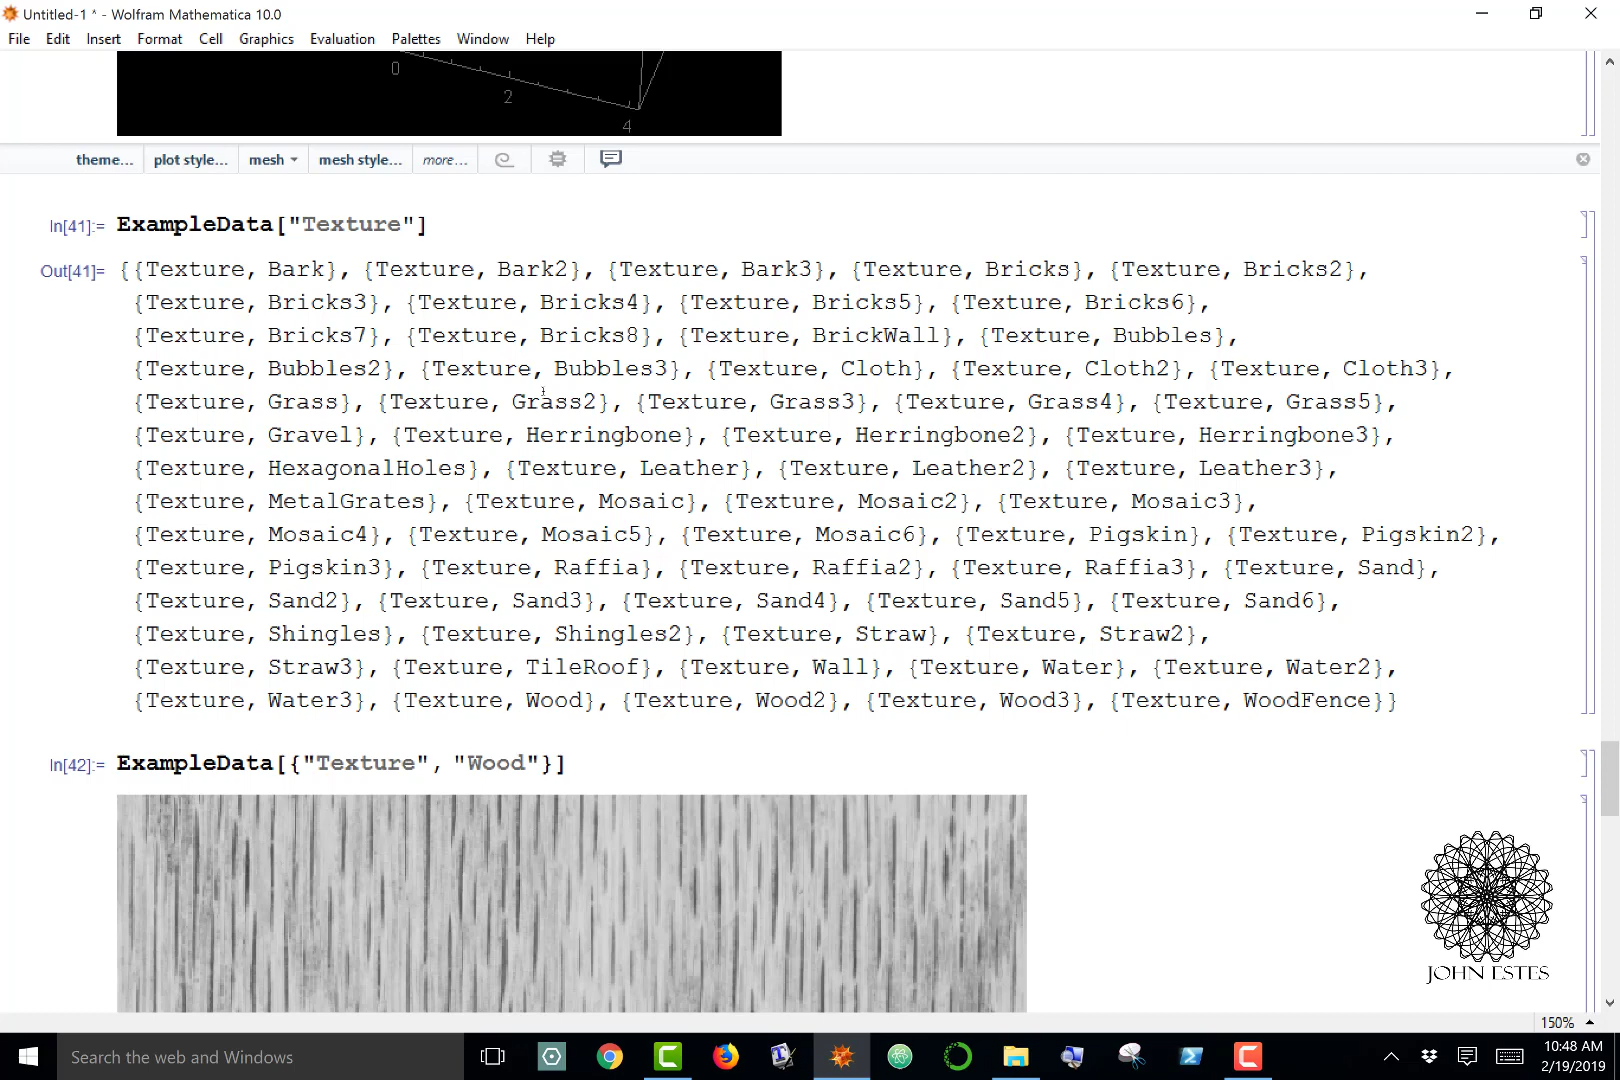 Untitled-1 * - Wolfram Mathematica 10.0
File Edit Insert Format Cell Graphics Evaluation Palettes Window Help
0
2
4
theme... plot style... mesh mesh style... more...
In[41]:= ExampleData["Texture"]
Out[41]= {{Texture, Bark}, {Texture, Bark2}, {Texture, Bark3}, {Texture, Bricks}, {Texture, Bricks2},
{Texture, Bricks3}, {Texture, Bricks4}, {Texture, Bricks5}, {Texture, Bricks6},
{Texture, Bricks7}, {Texture, Bricks8}, {Texture, BrickWall}, {Texture, Bubbles},
{Texture, Bubbles2}, {Texture, Bubbles3}, {Texture, Cloth}, {Texture, Cloth2}, {Texture, Cloth3},
{Texture, Grass}, {Texture, Grass2}, {Texture, Grass3}, {Texture, Grass4}, {Texture, Grass5},
{Texture, Gravel}, {Texture, Herringbone}, {Texture, Herringbone2}, {Texture, Herringbone3},
{Texture, HexagonalHoles}, {Texture, Leather}, {Texture, Leather2}, {Texture, Leather3},
{Texture, MetalGrates}, {Texture, Mosaic}, {Texture, Mosaic2}, {Texture, Mosaic3},
{Texture, Mosaic4}, {Texture, Mosaic5}, {Texture, Mosaic6}, {Texture, Pigskin}, {Texture, Pigskin2},
{Texture, Pigskin3}, {Texture, Raffia}, {Texture, Raffia2}, {Texture, Raffia3}, {Texture, Sand},
{Texture, Sand2}, {Texture, Sand3}, {Texture, Sand4}, {Texture, Sand5}, {Texture, Sand6},
{Texture, Shingles}, {Texture, Shingles2}, {Texture, Straw}, {Texture, Straw2},
{Texture, Straw3}, {Texture, TileRoof}, {Texture, Wall}, {Texture, Water}, {Texture, Water2},
{Texture, Water3}, {Texture, Wood}, {Texture, Wood2}, {Texture, Wood3}, {Texture, WoodFence}}
In[42]:= ExampleData[{"Texture", "Wood"}]
JOHN ESTES
150%
Search the web and Windows
10:48 AM
2/19/2019